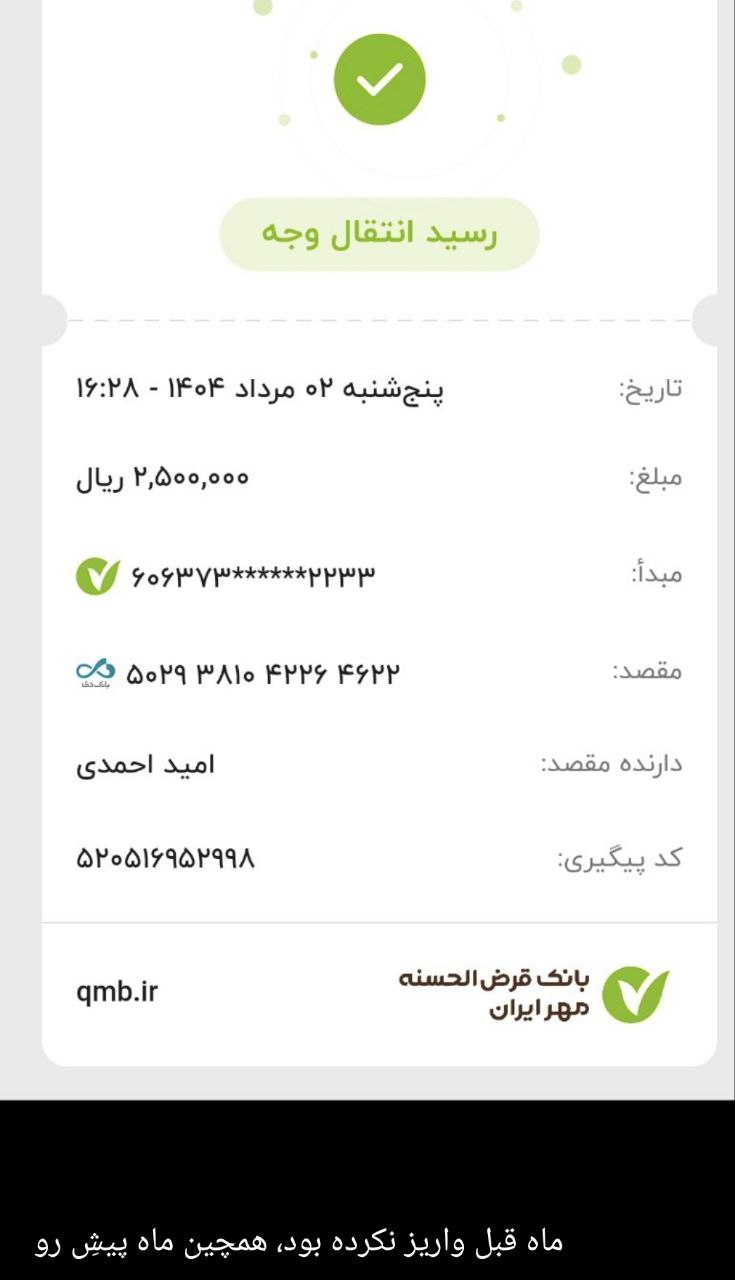 رسید انتقال وجه
تاریخ: پنج‌شنبه ۰۲ مرداد ۱۴۰۴ - ۱۶:۲۸
مبلغ: ۲,۵۰۰,۰۰۰ ریال
مبدأ: ۶۰۶۳۷۳******۲۲۳۳
مقصد: ۵۰۲۹ ۳۸۱۰ ۴۲۲۶ ۴۶۲۲
بانک دی
دارنده مقصد: امید احمدی
کد پیگیری: ۵۲۰۵۱۶۹۵۲۹۹۸
بانک قرض‌الحسنه
مهر ایران
qmb.ir
ماه قبل واریز نکرده بود، همچین ماه پیشِ رو